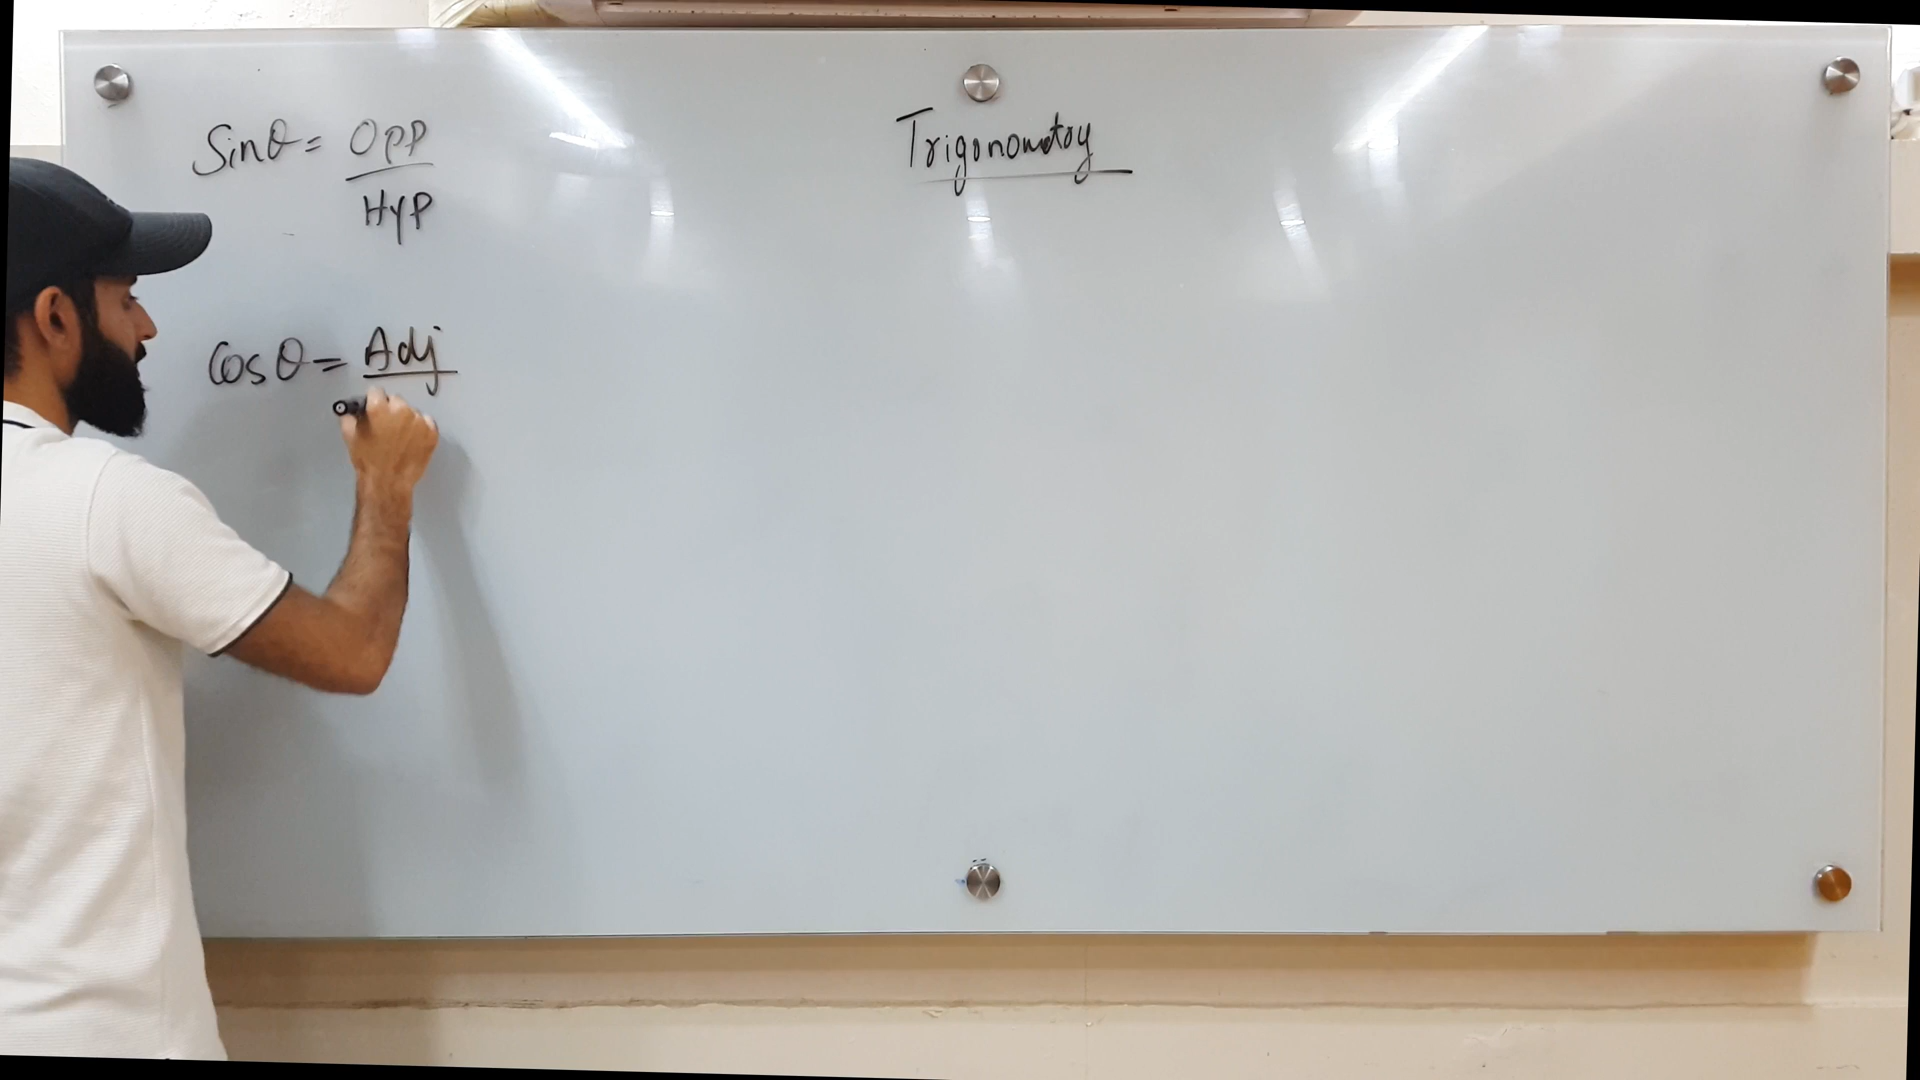 Trigonometry
Sinθ = Opp
Hyp
Cosθ = Adj